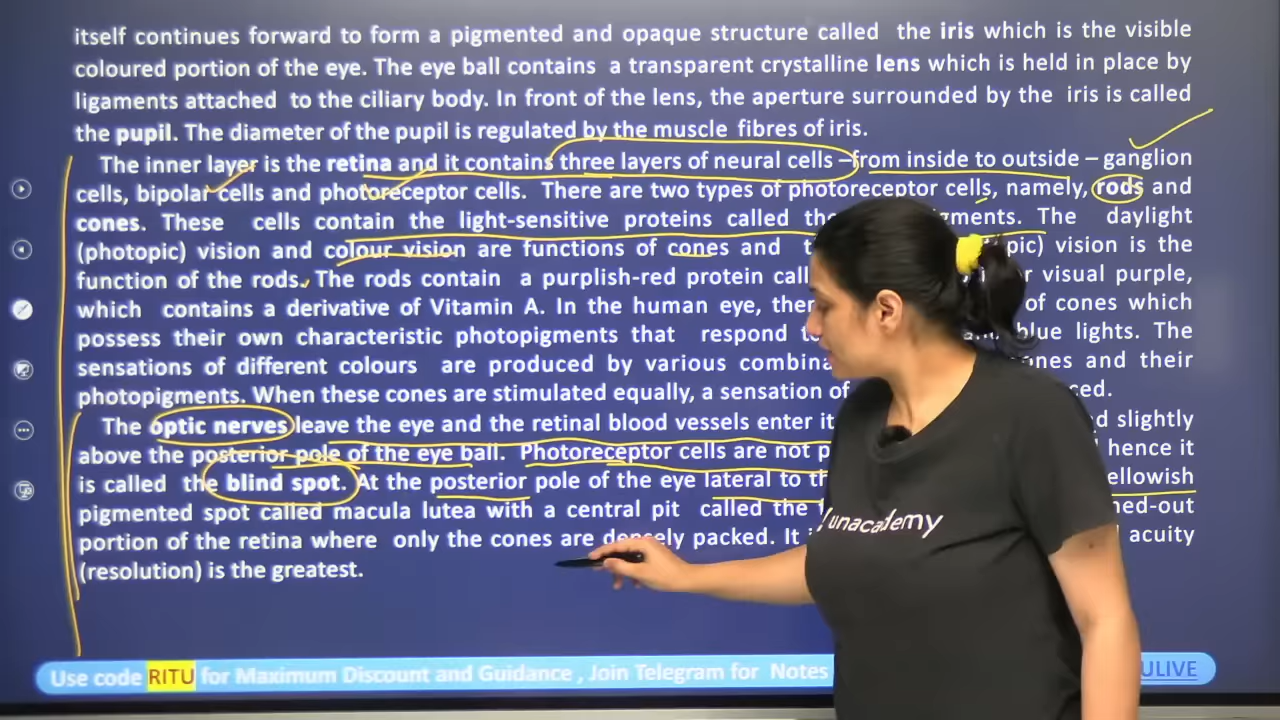 itself continues forward to form a pigmented and opaque structure called the iris which is the visible
coloured portion of the eye. The eye ball contains a transparent crystalline lens which is held in place by
ligaments attached to the ciliary body. In front of the lens, the aperture surrounded by the iris is called
the pupil. The diameter of the pupil is regulated by the muscle fibres of iris.
The inner layer is the retina and it contains three layers of neural cells – from inside to outside – ganglion
cells, bipolar cells and photoreceptor cells. There are two types of photoreceptor cells, namely, rods and
cones. These cells contain the light-sensitive proteins called the The daylight
(photopic) vision and colour vision are functions of cones and vision is the
function of the rods. The rods contain a purplish-red protein visual purple,
which contains a derivative of Vitamin A. In the human eye, of cones which
possess their own characteristic photopigments that respond blue lights. The
sensations of different colours are produced by various and their
photopigments. When these cones are stimulated equally, a sensation of
The optic nerves leave the eye and the retinal blood vessels enter it slightly
above the posterior pole of the eye ball. Photoreceptor cells are not hence it
is called the blind spot. At the posterior pole of the eye lateral to
pigmented spot called macula lutea with a central pit called the
portion of the retina where only the cones are densely packed. It acuity
(resolution) is the greatest.
unacademy
Use code RITU for Maximum Discount and Guidance , Join Telegram for Notes